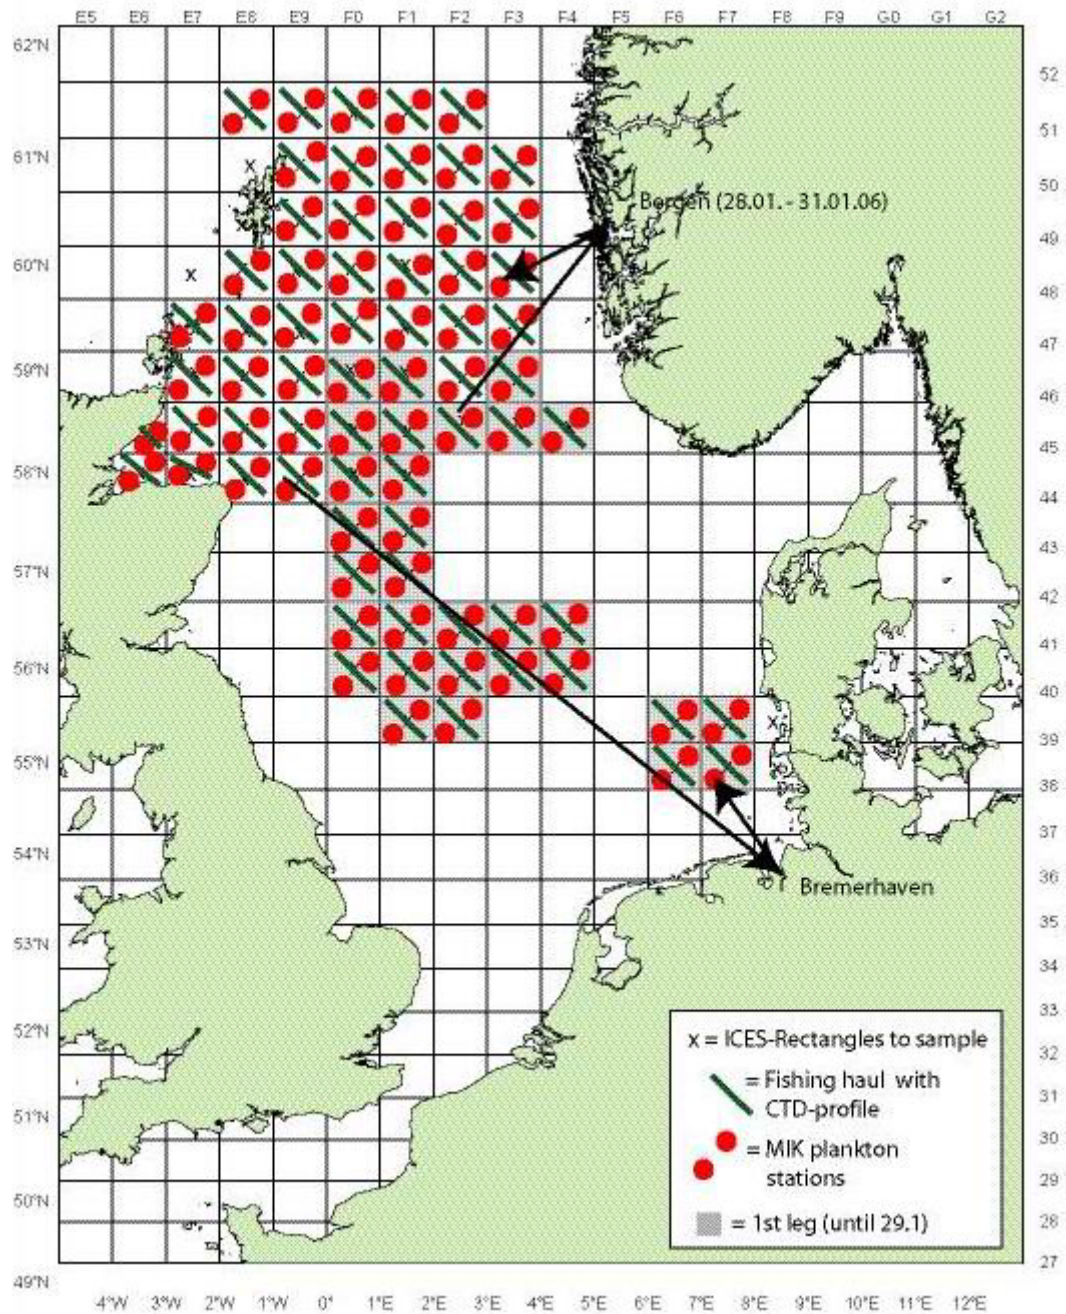 E5 E6 E7 E8 E9 F0 F1 F2 F3 F4 F5 F6 F7 F8 F9 G0 G1 G2
62°N
52
51
61°N
50
Bergen (28.01. - 31.01.06)
49
60°N
48
47
59°N
46
45
58°N
44
43
57°N
42
41
56°N
40
39
55°N
38
37
54°N
36
Bremerhaven
35
53°N
34
33
52°N
32
31
51°N
30
29
50°N
28
27
49°N
x = ICES-Rectangles to sample
= Fishing haul with
CTD-profile
= MIK plankton
stations
= 1st leg (until 29.1)
4°W 3°W 2°W 1°W 0° 1°E 2°E 3°E 4°E 5°E 6°E 7°E 8°E 9°E 10°E 11°E 12°E